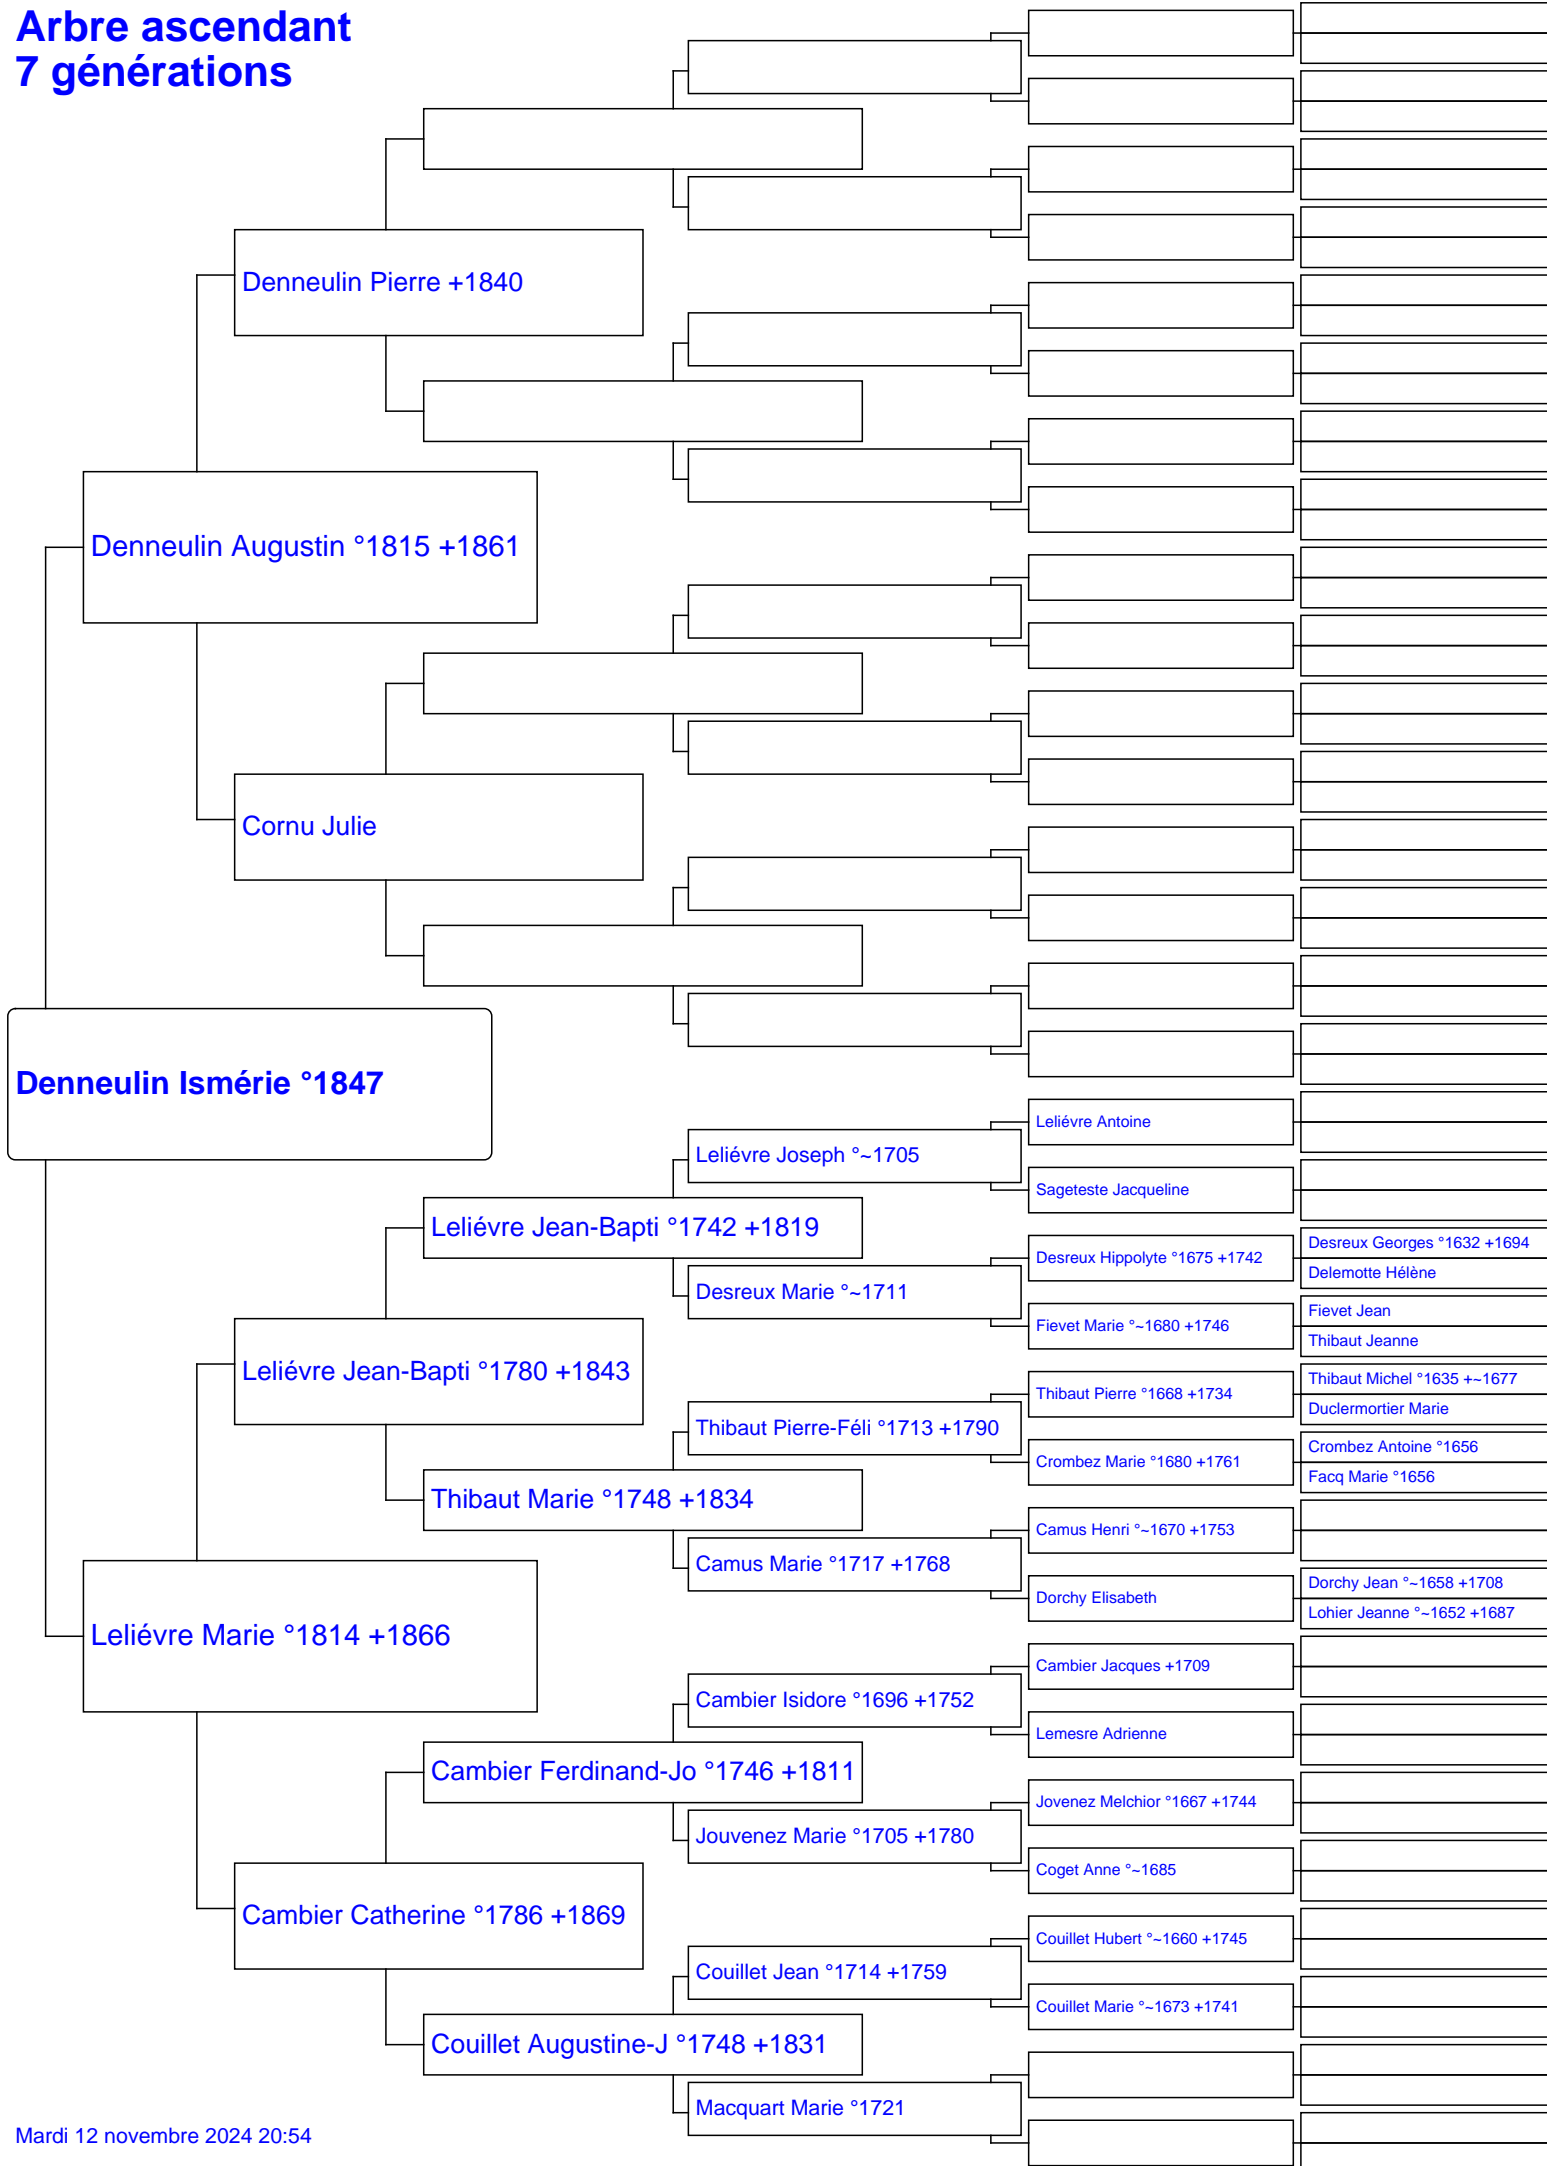 Arbre ascendant
7 générations
Denneulin Pierre +1840
Denneulin Augustin °1815 +1861
Cornu Julie
Denneulin Ismérie °1847
Leliévre Antoine
Leliévre Joseph °~1705
Sageteste Jacqueline
Leliévre Jean-Bapti °1742 +1819
Desreux Georges °1632 +1694
Desreux Hippolyte °1675 +1742
Delemotte Hélène
Desreux Marie °~1711
Fievet Jean
Fievet Marie °~1680 +1746
Thibaut Jeanne
Leliévre Jean-Bapti °1780 +1843
Thibaut Michel °1635 +~1677
Thibaut Pierre °1668 +1734
Duclermortier Marie
Thibaut Pierre-Féli °1713 +1790
Crombez Antoine °1656
Crombez Marie °1680 +1761
Facq Marie °1656
Thibaut Marie °1748 +1834
Camus Henri °~1670 +1753
Camus Marie °1717 +1768
Dorchy Jean °~1658 +1708
Dorchy Elisabeth
Lohier Jeanne °~1652 +1687
Leliévre Marie °1814 +1866
Cambier Jacques +1709
Cambier Isidore °1696 +1752
Lemesre Adrienne
Cambier Ferdinand-Jo °1746 +1811
Jovenez Melchior °1667 +1744
Jouvenez Marie °1705 +1780
Coget Anne °~1685
Cambier Catherine °1786 +1869
Couillet Hubert °~1660 +1745
Couillet Jean °1714 +1759
Couillet Marie °~1673 +1741
Couillet Augustine-J °1748 +1831
Macquart Marie °1721
Mardi 12 novembre 2024 20:54